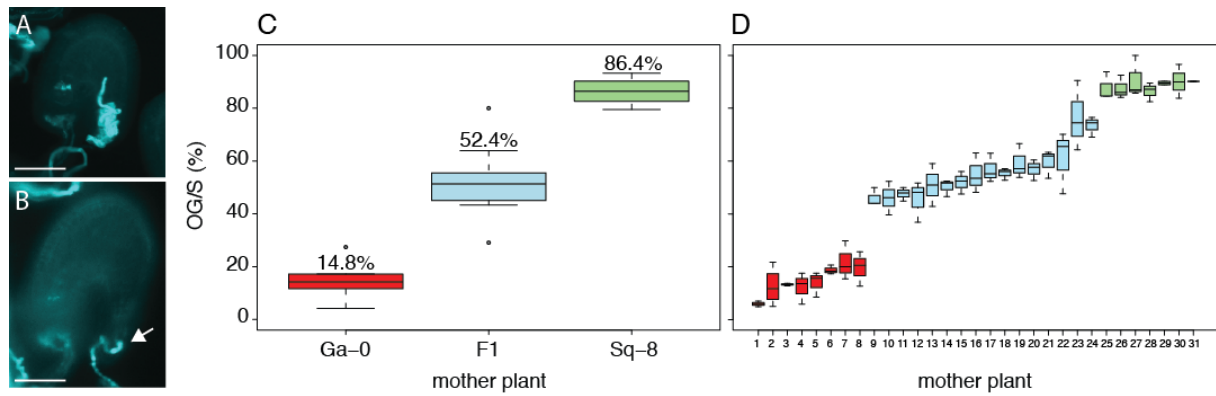 A
B
C
D
OG/S (%)
100
80
60
40
20
0
14.8%
52.4%
86.4%
Ga–0
F1
Sq–8
mother plant
1 2 3 4 5 6 7 8 9 10 11 12 13 14 15 16 17 18 19 20 21 22 23 24 25 26 27 28 29 30 31
mother plant